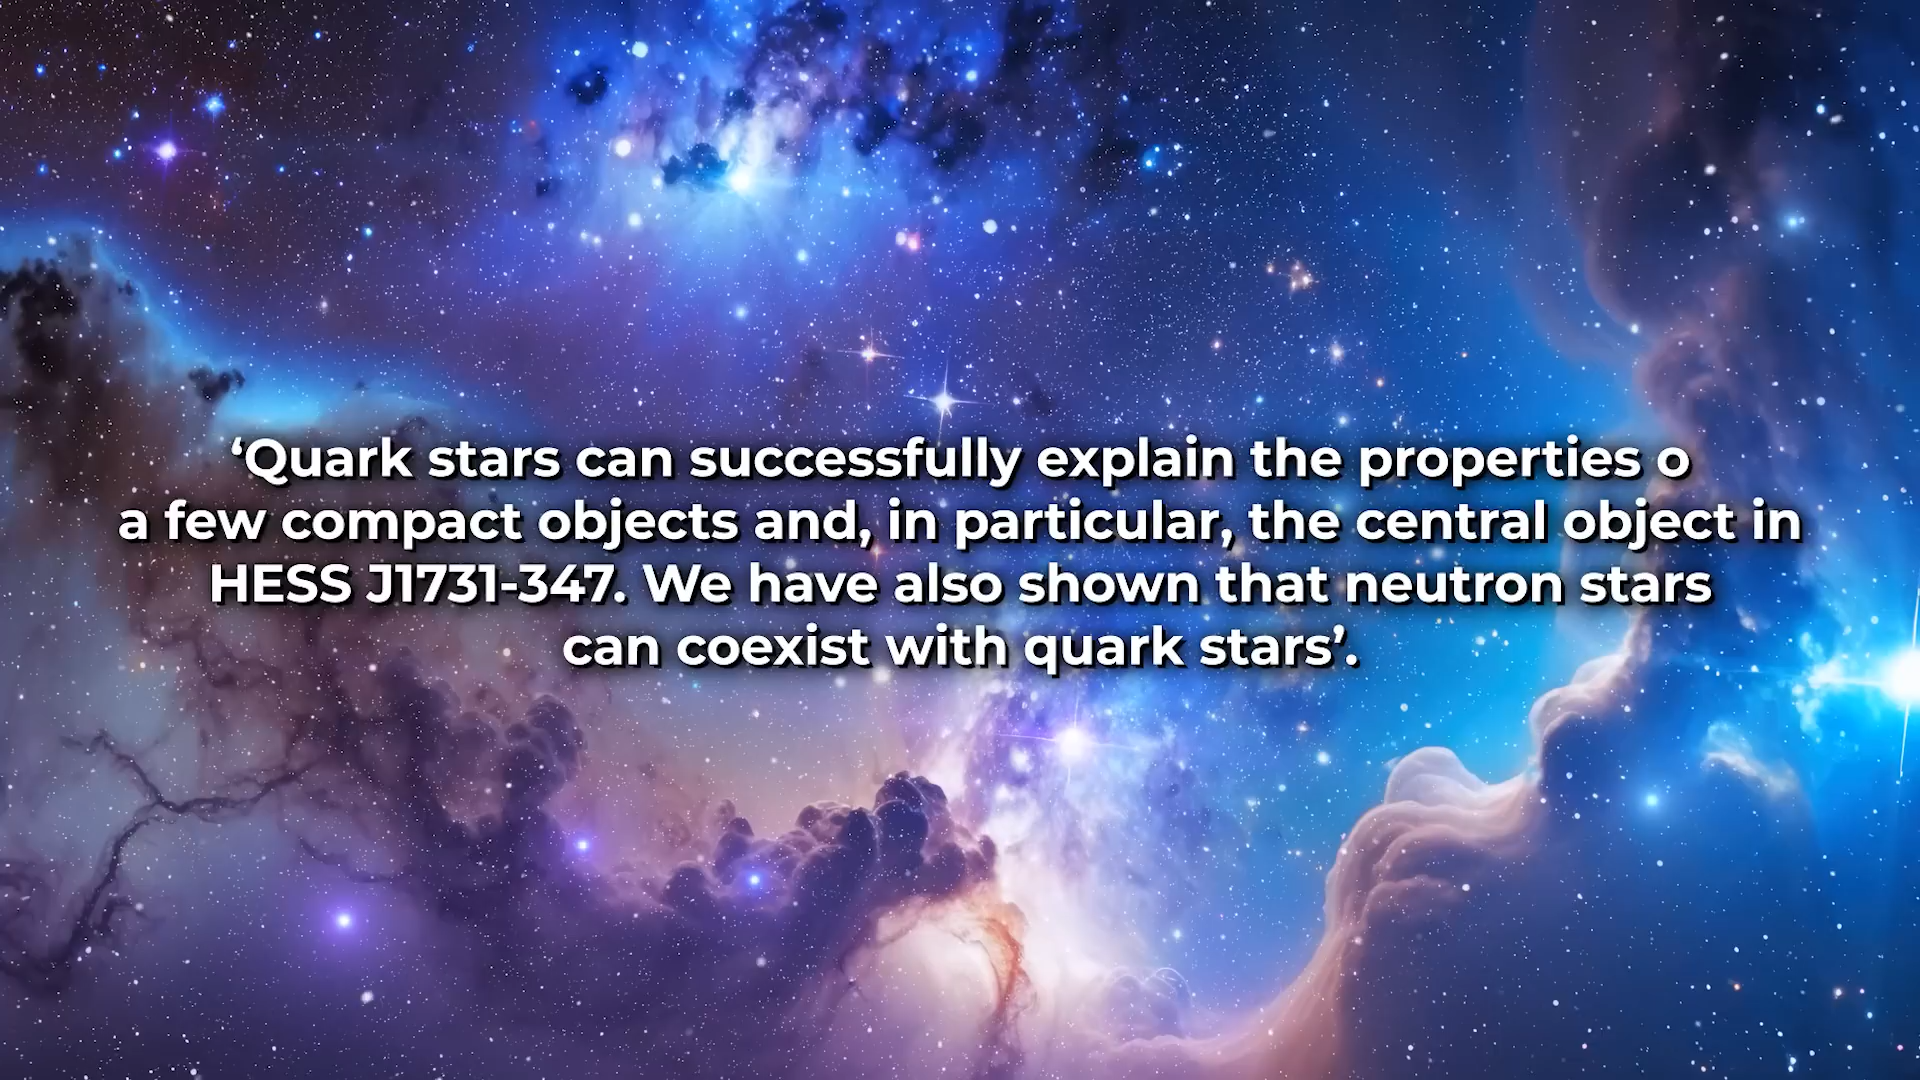 ‘Quark stars can successfully explain the properties o
a few compact objects and, in particular, the central object in
HESS J1731-347. We have also shown that neutron stars
can coexist with quark stars’.